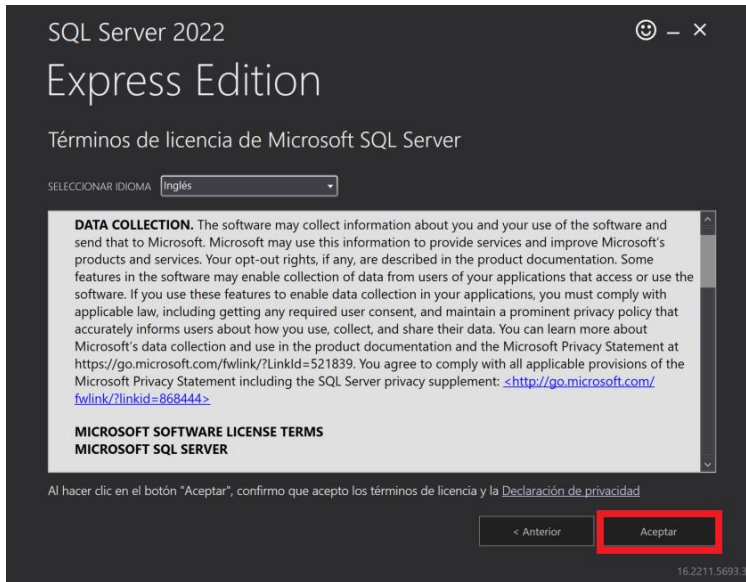 SQL Server 2022
Express Edition
Términos de licencia de Microsoft SQL Server
SELECCIONAR IDIOMA Inglés
DATA COLLECTION. The software may collect information about you and your use of the software and
send that to Microsoft. Microsoft may use this information to provide services and improve Microsoft's
products and services. Your opt-out rights, if any, are described in the product documentation. Some
features in the software may enable collection of data from users of your applications that access or use the
software. If you use these features to enable data collection in your applications, you must comply with
applicable law, including getting any required user consent, and maintain a prominent privacy policy that
accurately informs users about how you use, collect, and share their data. You can learn more about
Microsoft's data collection and use in the product documentation and the Microsoft Privacy Statement at
https://go.microsoft.com/fwlink/?LinkId=521839. You agree to comply with all applicable provisions of the
Microsoft Privacy Statement including the SQL Server privacy supplement: <http://go.microsoft.com/
fwlink/?linkid=868444>
MICROSOFT SOFTWARE LICENSE TERMS
MICROSOFT SQL SERVER
Al hacer clic en el botón "Aceptar", confirmo que acepto los términos de licencia y la Declaración de privacidad
< Anterior Aceptar
16.2211.5693.3